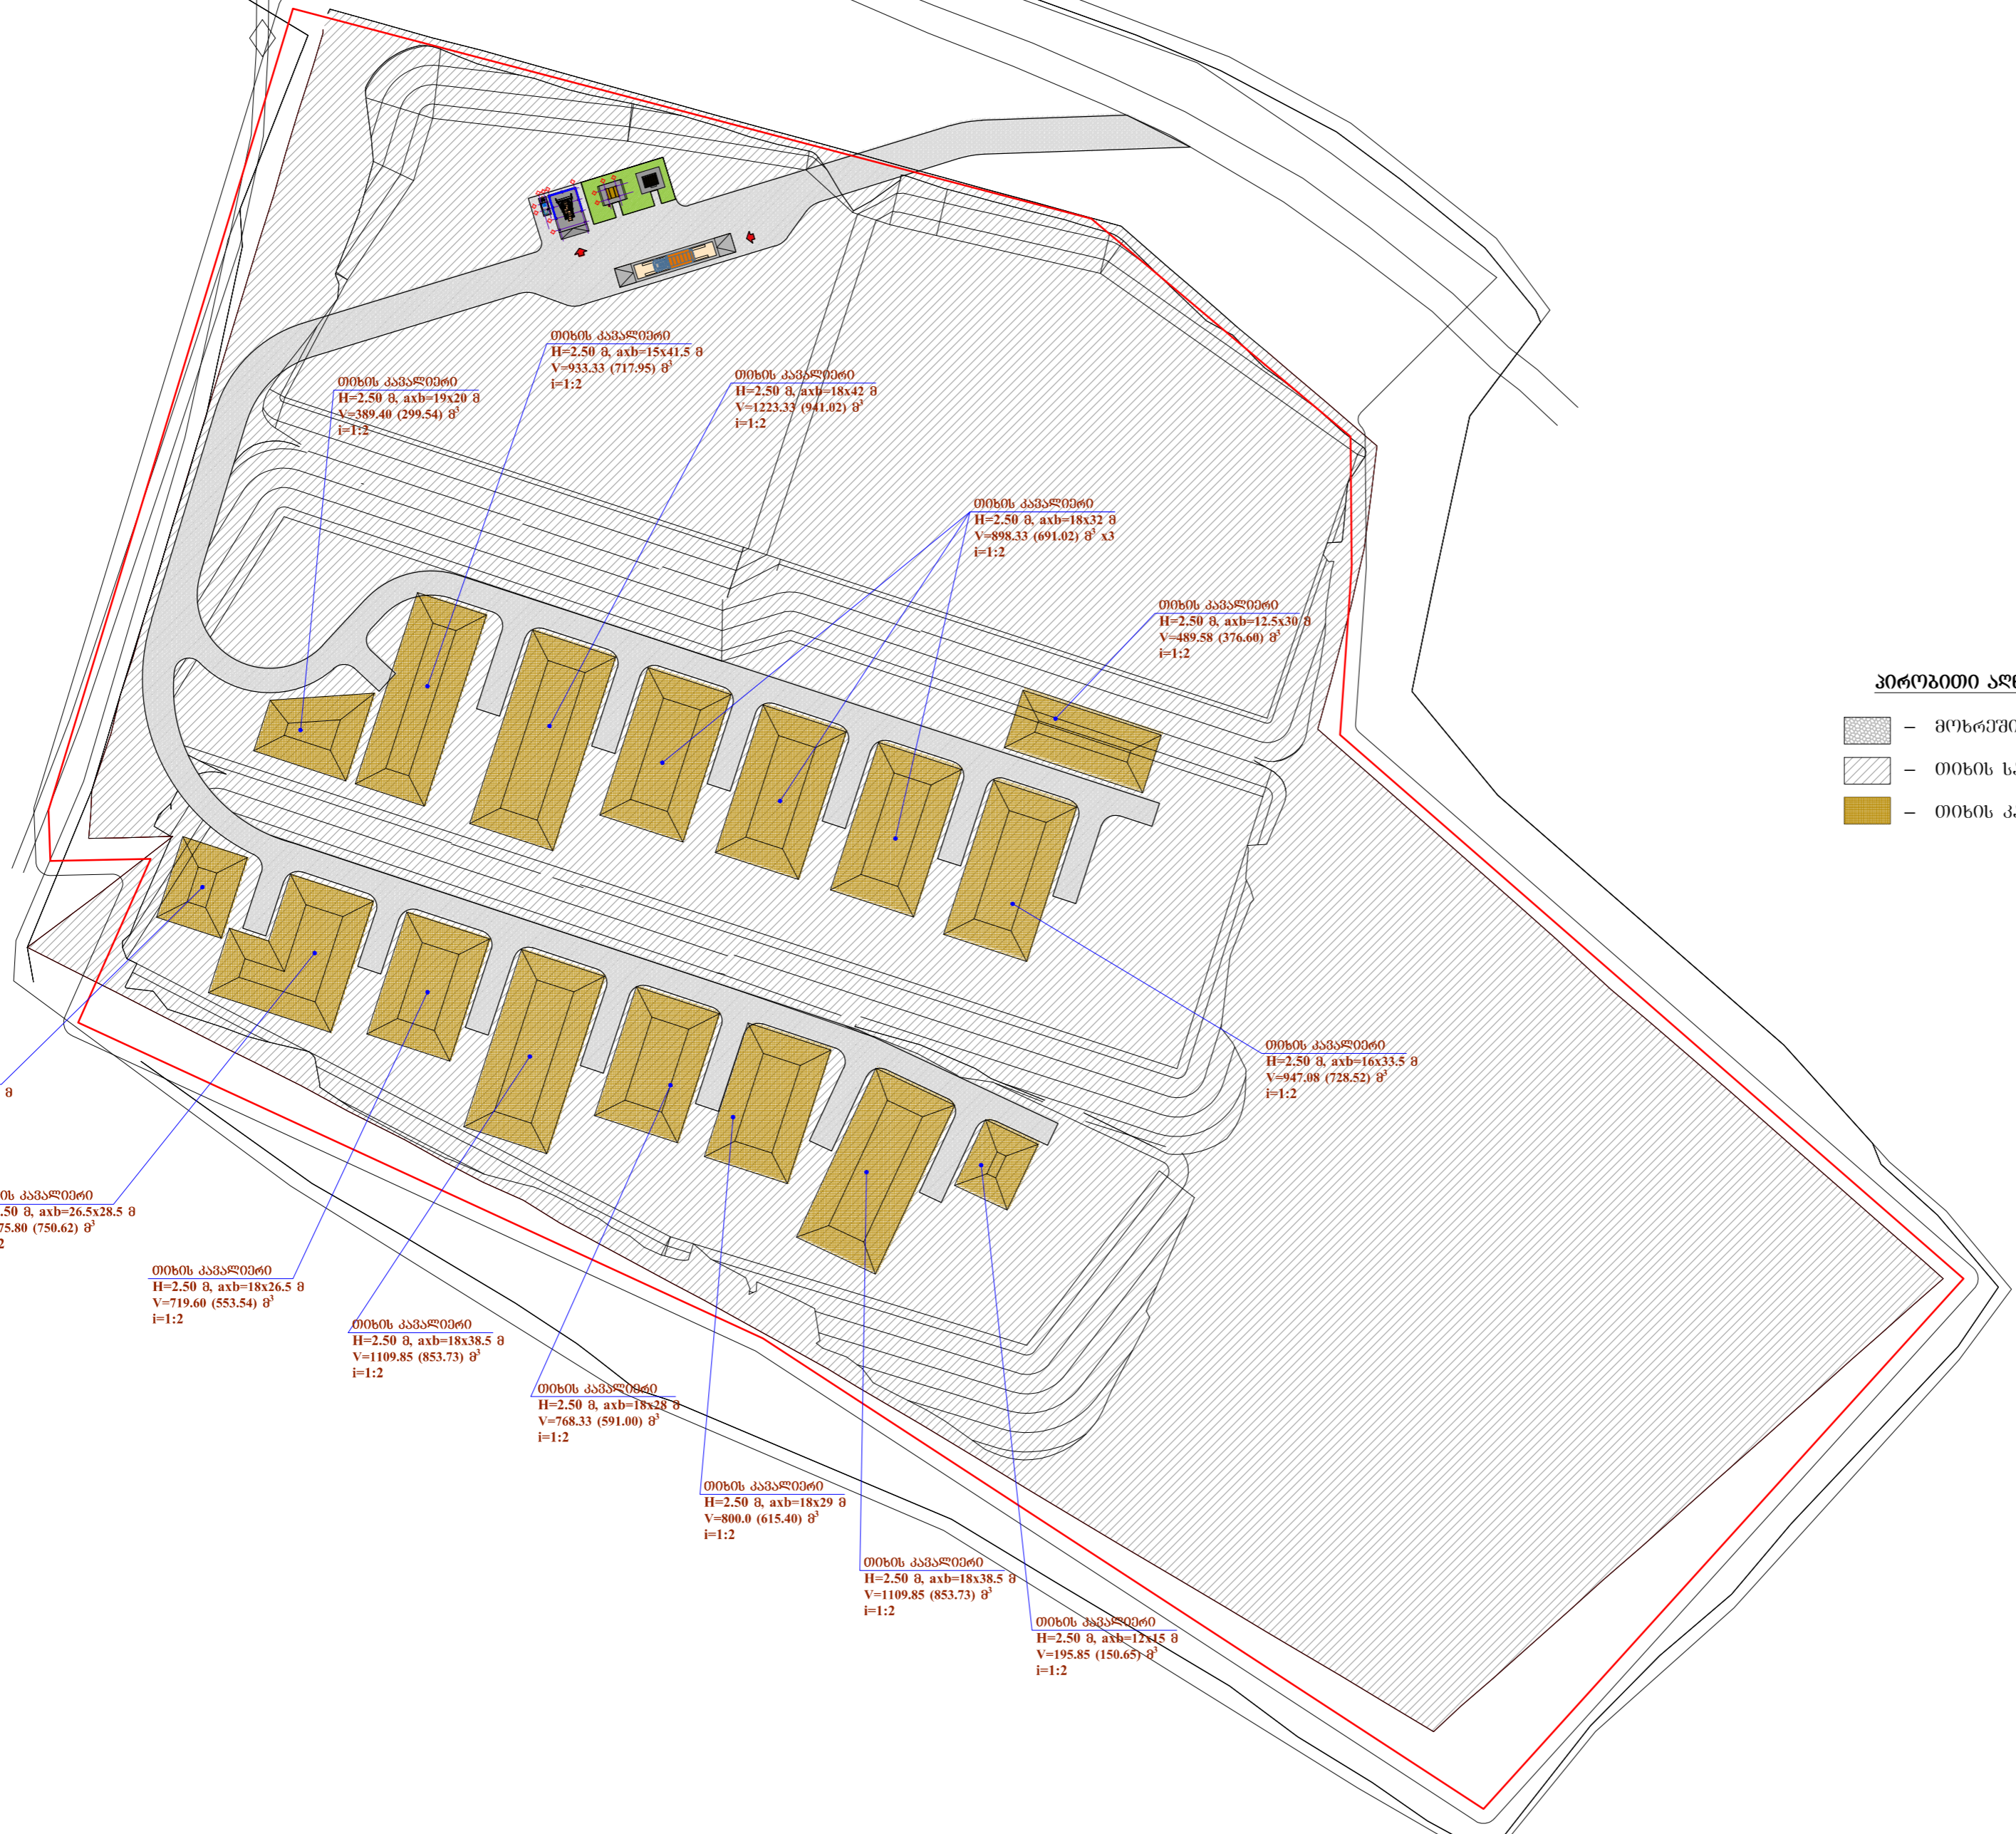 თიხის კავალიერი
H=2.50 მ, axb=15x41.5 მ
V=933.33 (717.95) მ³
i=1:2
თიხის კავალიერი
H=2.50 მ, axb=19x20 მ
V=389.40 (299.54) მ³
i=1:2
თიხის კავალიერი
H=2.50 მ, axb=18x42 მ
V=1223.33 (941.02) მ³
i=1:2
თიხის კავალიერი
H=2.50 მ, axb=18x32 მ
V=898.33 (691.02) მ³ x3
i=1:2
თიხის კავალიერი
H=2.50 მ, axb=12.5x30 მ
V=489.58 (376.60) მ³
i=1:2
თიხის კავალიერი
H=2.50 მ, axb=16x33.5 მ
V=947.08 (728.52) მ³
i=1:2
მ
ის კავალიერი
.50 მ, axb=26.5x28.5 მ
75.80 (750.62) მ³
2
თიხის კავალიერი
H=2.50 მ, axb=18x26.5 მ
V=719.60 (553.54) მ³
i=1:2
თიხის კავალიერი
H=2.50 მ, axb=18x38.5 მ
V=1109.85 (853.73) მ³
i=1:2
თიხის კავალიერი
H=2.50 მ, axb=18x28 მ
V=768.33 (591.00) მ³
i=1:2
თიხის კავალიერი
H=2.50 მ, axb=18x29 მ
V=800.0 (615.40) მ³
i=1:2
თიხის კავალიერი
H=2.50 მ, axb=18x38.5 მ
V=1109.85 (853.73) მ³
i=1:2
თიხის კავალიერი
H=2.50 მ, axb=12x15 მ
V=195.85 (150.65) მ³
i=1:2
პირობითი აღნ
– მოხრეში
– თიხის ს
– თიხის კ